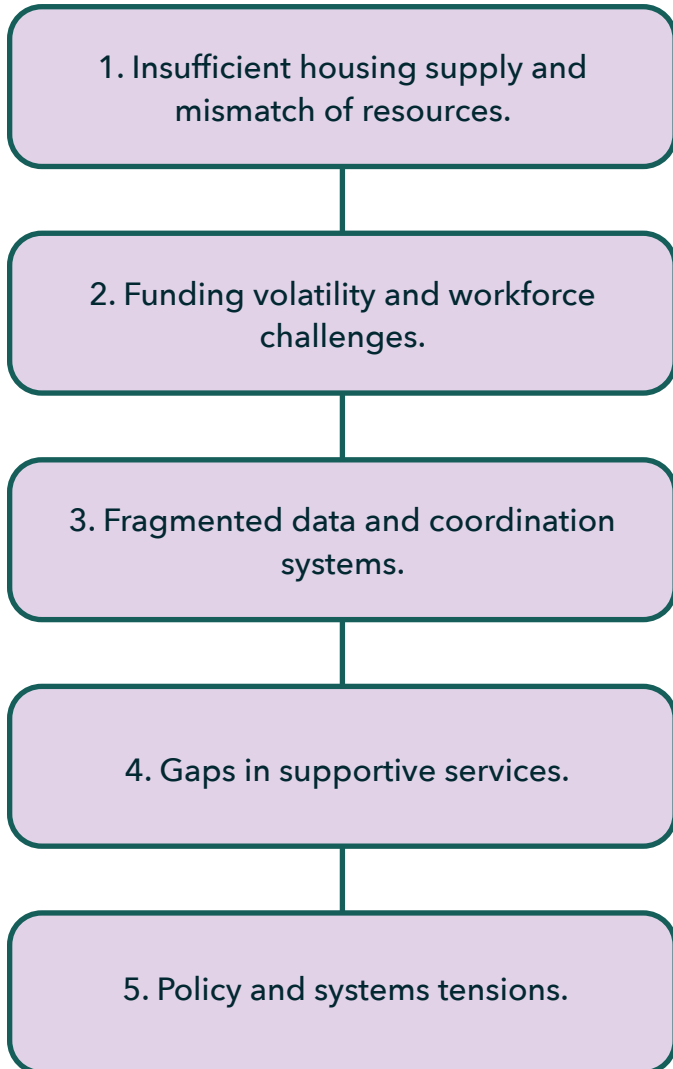 1. Insufficient housing supply and
mismatch of resources.
2. Funding volatility and workforce
challenges.
3. Fragmented data and coordination
systems.
4. Gaps in supportive services.
5. Policy and systems tensions.